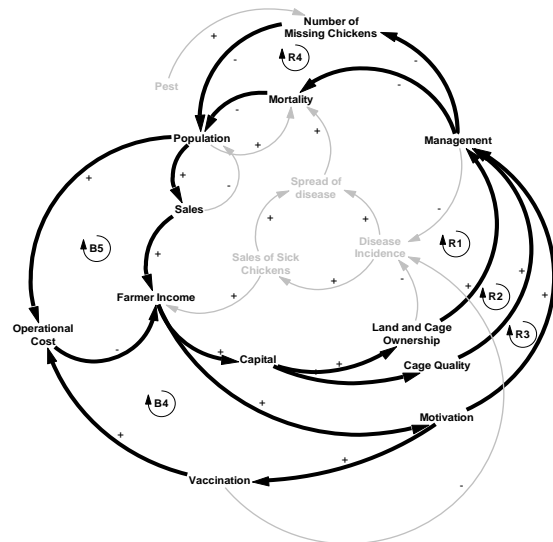 Number of
Missing Chickens
+
-
R4
-
Pest
Mortality
-
-
Population
+
+
Management
+
+
-
Spread of
disease
Sales
+
+
-
B5
R1
Disease
Incidence
Sales of Sick
Chickens
+
+
+
+
+
+
R2
Farmer Income
-
Operational
Cost
Land and Cage
Ownership
R3
-
+
+
Capital
Cage Quality
+
+
B4
Motivation
+
+
Vaccination
-